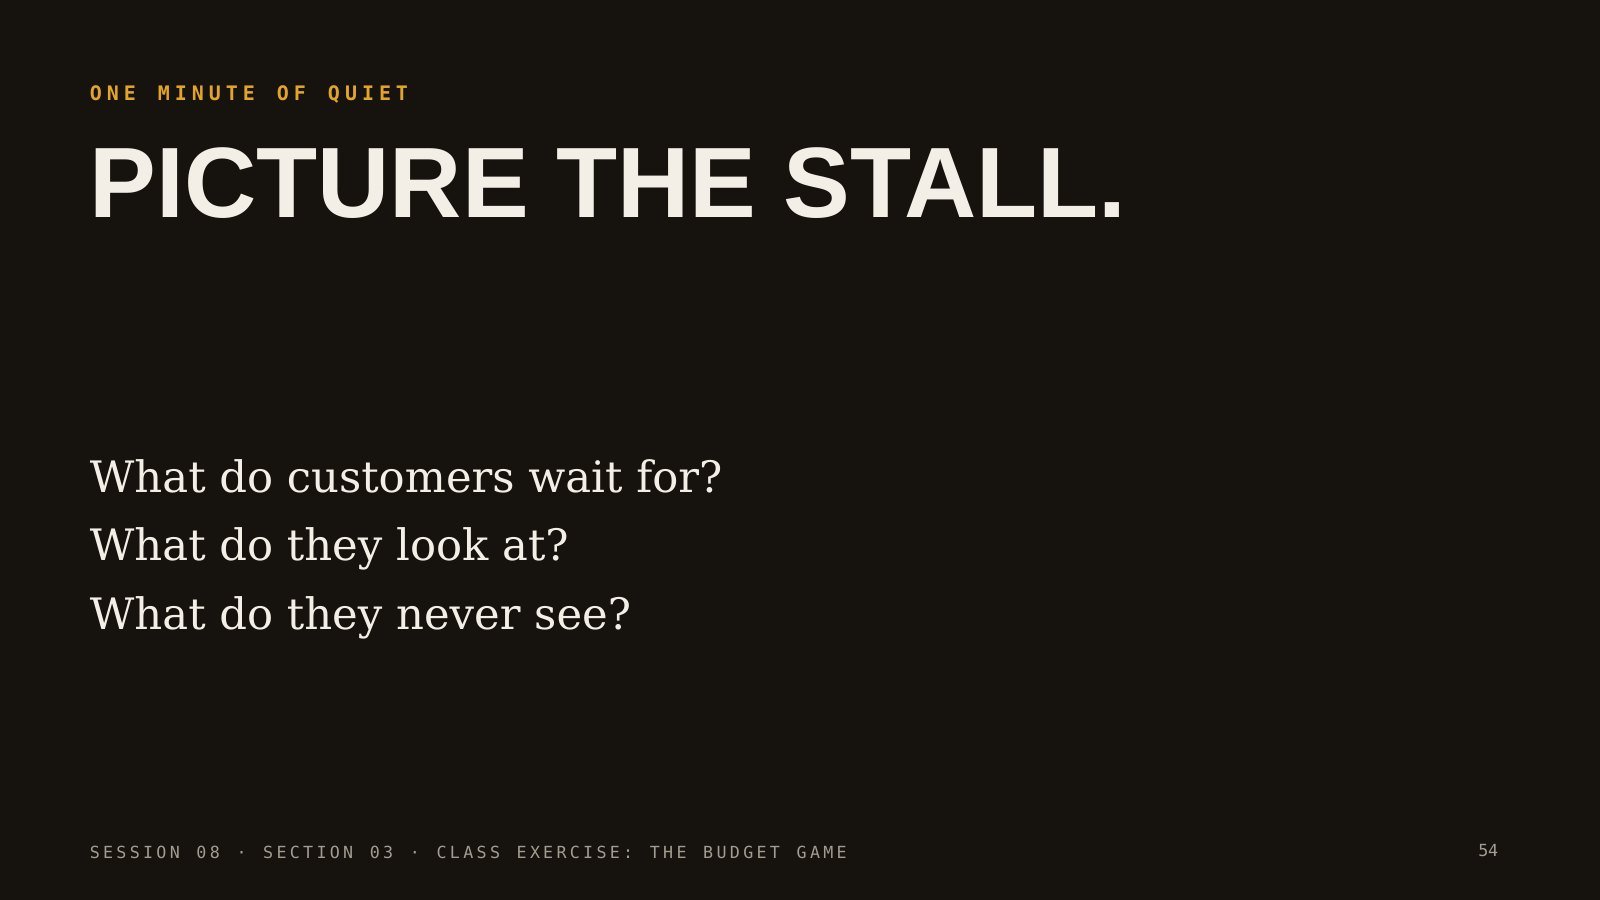 ONE MINUTE OF QUIET
PICTURE THE STALL.
What do customers wait for?
What do they look at?
What do they never see?
SESSION 08 · SECTION 03 · CLASS EXERCISE: THE BUDGET GAME
54